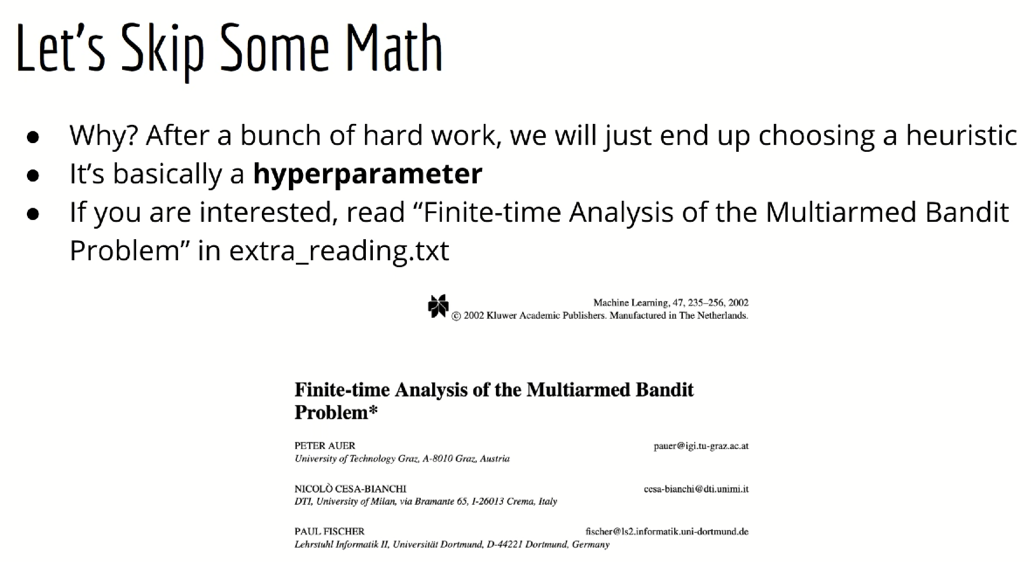 Let's Skip Some Math
● Why? After a bunch of hard work, we will just end up choosing a heuristic
● It's basically a hyperparameter
● If you are interested, read “Finite-time Analysis of the Multiarmed Bandit
Problem” in extra_reading.txt
Machine Learning, 47, 235–256, 2002
© 2002 Kluwer Academic Publishers. Manufactured in The Netherlands.
Finite-time Analysis of the Multiarmed Bandit
Problem*
PETER AUER pauer@igi.tu-graz.ac.at
University of Technology Graz, A-8010 Graz, Austria
NICOLÒ CESA-BIANCHI cesa-bianchi@dti.unimi.it
DTI, University of Milan, via Bramante 65, I-26013 Crema, Italy
PAUL FISCHER fischer@ls2.informatik.uni-dortmund.de
Lehrstuhl Informatik II, Universität Dortmund, D-44221 Dortmund, Germany